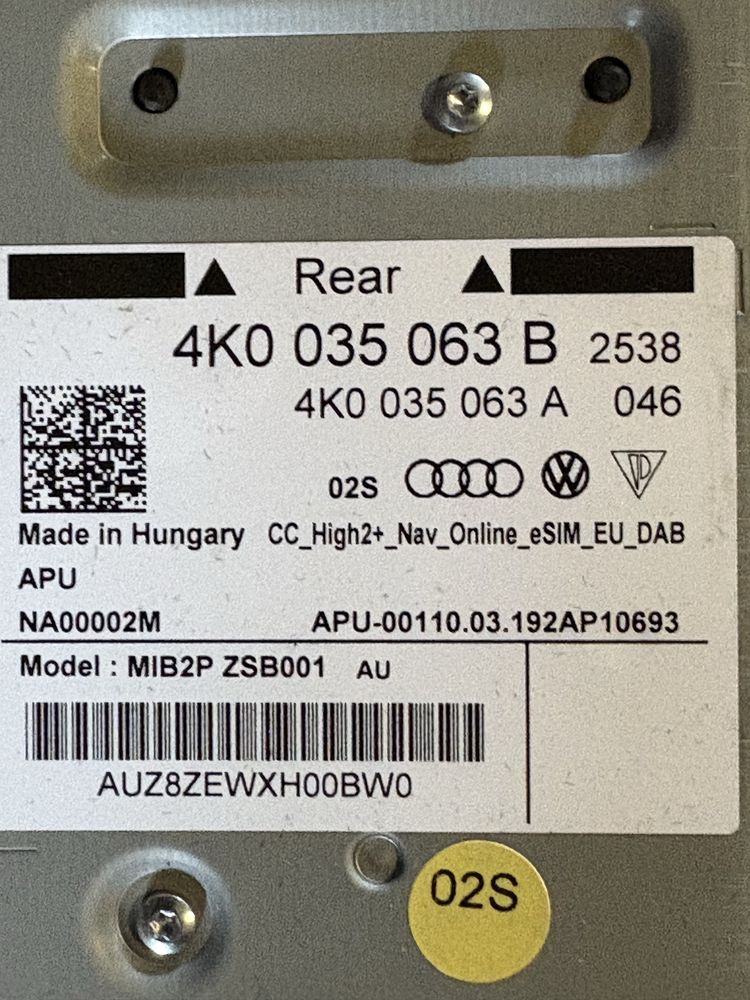 Rear
4K0 035 063 B 2538
4K0 035 063 A 046
02S
Made in Hungary CC_High2+_Nav_Online_eSIM_EU_DAB
APU
NA00002M APU-00110.03.192AP10693
Model : MIB2P ZSB001 AU
AUZ8ZEWXH00BW0
02S